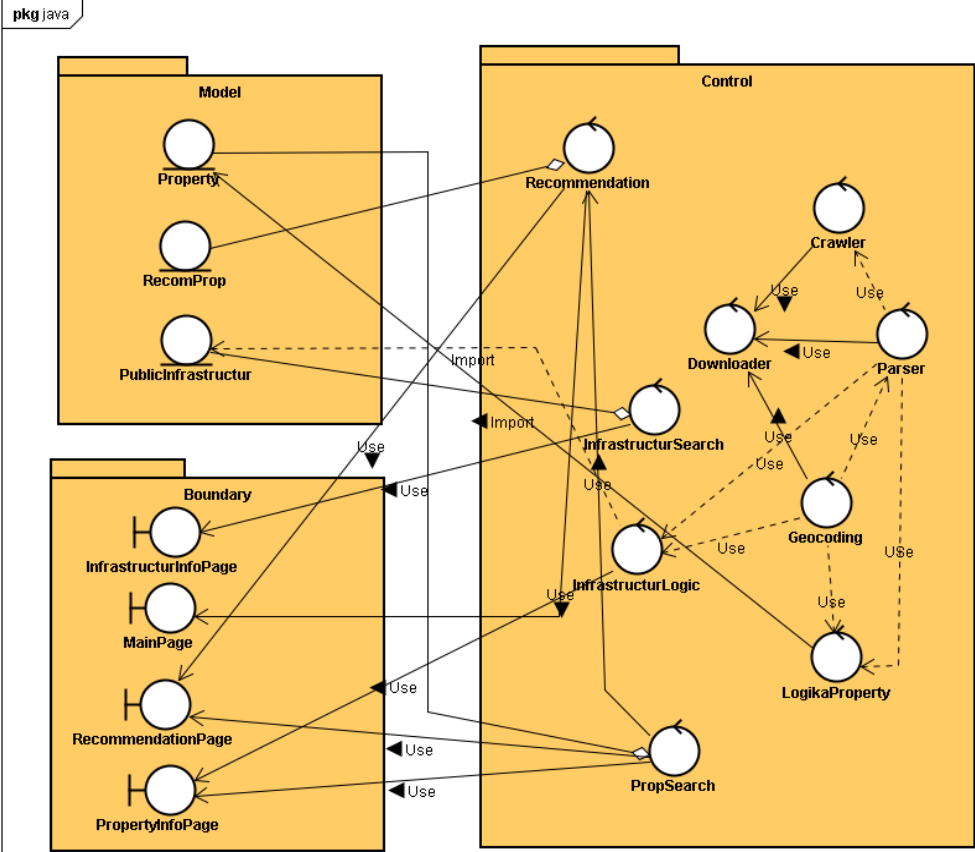 pkg java
Model
Property
RecomProp
PublicInfrastructur
Control
Recommendation
Crawler
Use
Use
Downloader
Use
Parser
Import
Import
InfrastructurSearch
Use
Use
Use
Use
Use
Use
Geocoding
Use
USe
InfrastructurLogic
Use
Use
LogikaProperty
Use
Use
Use
PropSearch
Boundary
InfrastructurInfoPage
MainPage
RecommendationPage
PropertyInfoPage